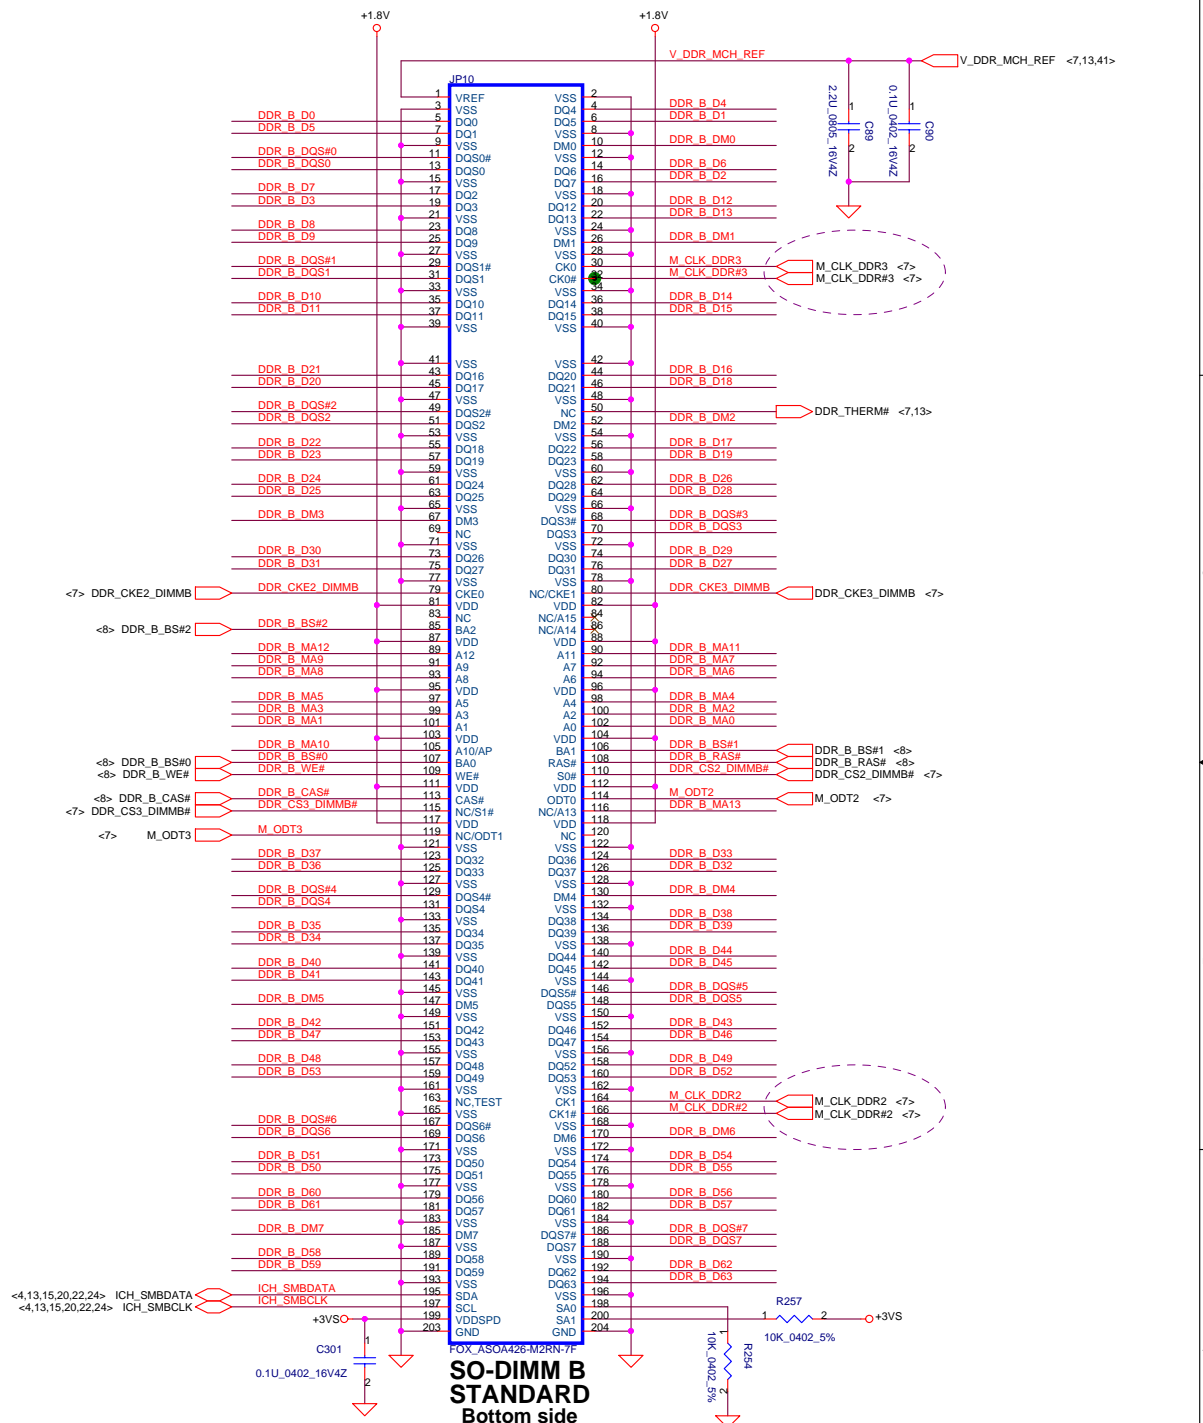 +1.8V +1.8V
V_DDR_MCH_REF V_DDR_MCH_REF <7,13,41>
JP10
2.2U_0805_16V4Z 1 2 C89
0.1U_0402_16V4Z 1 2 C90
1 VREF VSS 2
3 VSS DQ4 4 DDR_B_D4
DDR_B_D0 5 DQ0 DQ5 6 DDR_B_D1
DDR_B_D5 7 DQ1 VSS 8
9 VSS DM0 10 DDR_B_DM0
DDR_B_DQS#0 11 DQS0# VSS 12
DDR_B_DQS0 13 DQS0 DQ6 14 DDR_B_D6
15 VSS DQ7 16 DDR_B_D2
DDR_B_D7 17 DQ2 VSS 18
DDR_B_D3 19 DQ3 DQ12 20 DDR_B_D12
21 VSS DQ13 22 DDR_B_D13
DDR_B_D8 23 DQ8 VSS 24
DDR_B_D9 25 DQ9 DM1 26 DDR_B_DM1
27 VSS VSS 28
DDR_B_DQS#1 29 DQS1# CK0 30 M_CLK_DDR3 M_CLK_DDR3 <7>
DDR_B_DQS1 31 DQS1 CK0# 32 M_CLK_DDR#3 M_CLK_DDR#3 <7>
33 VSS VSS 34
DDR_B_D10 35 DQ10 DQ14 36 DDR_B_D14
DDR_B_D11 37 DQ11 DQ15 38 DDR_B_D15
39 VSS VSS 40
41 VSS VSS 42
DDR_B_D21 43 DQ16 DQ20 44 DDR_B_D16
DDR_B_D20 45 DQ17 DQ21 46 DDR_B_D18
47 VSS VSS 48
DDR_B_DQS#2 49 DQS2# NC 50 DDR_THERM# <7,13>
DDR_B_DQS2 51 DQS2 DM2 52 DDR_B_DM2
53 VSS VSS 54
DDR_B_D22 55 DQ18 DQ22 56 DDR_B_D17
DDR_B_D23 57 DQ19 DQ23 58 DDR_B_D19
59 VSS VSS 60
DDR_B_D24 61 DQ24 DQ28 62 DDR_B_D26
DDR_B_D25 63 DQ25 DQ29 64 DDR_B_D28
65 VSS VSS 66
DDR_B_DM3 67 DM3 DQS3# 68 DDR_B_DQS#3
69 NC DQS3 70 DDR_B_DQS3
71 VSS VSS 72
DDR_B_D30 73 DQ26 DQ30 74 DDR_B_D29
DDR_B_D31 75 DQ27 DQ31 76 DDR_B_D27
77 VSS VSS 78
<7> DDR_CKE2_DIMMB DDR_CKE2_DIMMB 79 CKE0 NC/CKE1 80 DDR_CKE3_DIMMB DDR_CKE3_DIMMB <7>
81 VDD VDD 82
83 NC NC/A15 84
<8> DDR_B_BS#2 DDR_B_BS#2 85 BA2 NC/A14 86
87 VDD VDD 88
DDR_B_MA12 89 A12 A11 90 DDR_B_MA11
DDR_B_MA9 91 A9 A7 92 DDR_B_MA7
DDR_B_MA8 93 A8 A6 94 DDR_B_MA6
95 VDD VDD 96
DDR_B_MA5 97 A5 A4 98 DDR_B_MA4
DDR_B_MA3 99 A3 A2 100 DDR_B_MA2
DDR_B_MA1 101 A1 A0 102 DDR_B_MA0
103 VDD VDD 104
DDR_B_MA10 105 A10/AP BA1 106 DDR_B_BS#1 DDR_B_BS#1 <8>
<8> DDR_B_BS#0 DDR_B_BS#0 107 BA0 RAS# 108 DDR_B_RAS# DDR_B_RAS# <8>
<8> DDR_B_WE# DDR_B_WE# 109 WE# S0# 110 DDR_CS2_DIMMB# DDR_CS2_DIMMB# <7>
111 VDD VDD 112
<8> DDR_B_CAS# DDR_B_CAS# 113 CAS# ODT0 114 M_ODT2 M_ODT2 <7>
<7> DDR_CS3_DIMMB# DDR_CS3_DIMMB# 115 NC/S1# NC/A13 116 DDR_B_MA13
117 VDD VDD 118
<7> M_ODT3 M_ODT3 119 NC/ODT1 NC 120
121 VSS VSS 122
DDR_B_D37 123 DQ32 DQ36 124 DDR_B_D33
DDR_B_D36 125 DQ33 DQ37 126 DDR_B_D32
127 VSS VSS 128
DDR_B_DQS#4 129 DQS4# DM4 130 DDR_B_DM4
DDR_B_DQS4 131 DQS4 VSS 132
133 VSS DQ38 134 DDR_B_D38
DDR_B_D35 135 DQ34 DQ39 136 DDR_B_D39
DDR_B_D34 137 DQ35 VSS 138
139 VSS DQ44 140 DDR_B_D44
DDR_B_D40 141 DQ40 DQ45 142 DDR_B_D45
DDR_B_D41 143 DQ41 VSS 144
145 VSS DQS5# 146 DDR_B_DQS#5
DDR_B_DM5 147 DM5 DQS5 148 DDR_B_DQS5
149 VSS VSS 150
DDR_B_D42 151 DQ42 DQ46 152 DDR_B_D43
DDR_B_D47 153 DQ43 DQ47 154 DDR_B_D46
155 VSS VSS 156
DDR_B_D48 157 DQ48 DQ52 158 DDR_B_D49
DDR_B_D53 159 DQ49 DQ53 160 DDR_B_D52
161 VSS VSS 162
163 NC,TEST CK1 164 M_CLK_DDR2 M_CLK_DDR2 <7>
165 VSS CK1# 166 M_CLK_DDR#2 M_CLK_DDR#2 <7>
DDR_B_DQS#6 167 DQS6# VSS 168
DDR_B_DQS6 169 DQS6 DM6 170 DDR_B_DM6
171 VSS VSS 172
DDR_B_D51 173 DQ50 DQ54 174 DDR_B_D54
DDR_B_D50 175 DQ51 DQ55 176 DDR_B_D55
177 VSS VSS 178
DDR_B_D60 179 DQ56 DQ60 180 DDR_B_D56
DDR_B_D61 181 DQ57 DQ61 182 DDR_B_D57
183 VSS VSS 184
DDR_B_DM7 185 DM7 DQS7# 186 DDR_B_DQS#7
187 VSS DQS7 188 DDR_B_DQS7
DDR_B_D58 189 DQ58 VSS 190
DDR_B_D59 191 DQ59 DQ62 192 DDR_B_D62
193 VSS DQ63 194 DDR_B_D63
<4,13,15,20,22,24> ICH_SMBDATA ICH_SMBDATA 195 SDA VSS 196
<4,13,15,20,22,24> ICH_SMBCLK ICH_SMBCLK 197 SCL SA0 198
+3VS 199 VDDSPD SA1 200 1 R257 2 +3VS
203 GND GND 204
10K_0402_5%
C301 1 2
0.1U_0402_16V4Z
1 R254 2
10K_0402_5%
FOX_ASOA426-M2RN-7F
SO-DIMM B
STANDARD
Bottom side